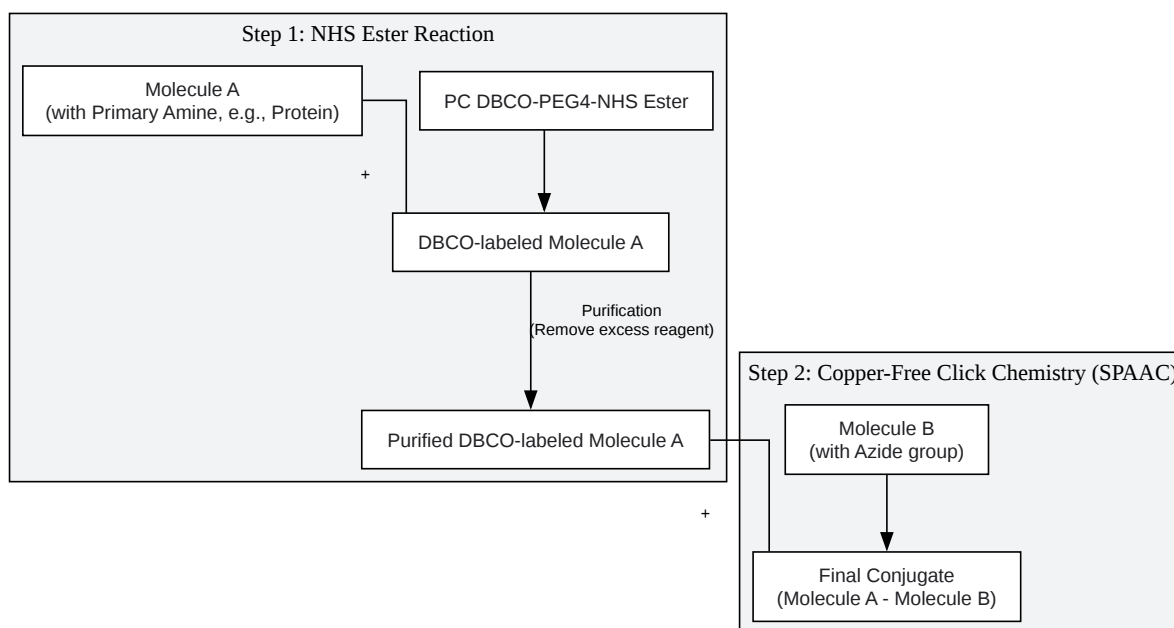 Step 1: NHS Ester Reaction
Molecule A
(with Primary Amine, e.g., Protein)
PC DBCO-PEG4-NHS Ester
+
DBCO-labeled Molecule A
Purification
(Remove excess reagent)
Purified DBCO-labeled Molecule A
Step 2: Copper-Free Click Chemistry (SPAAC)
Molecule B
(with Azide group)
+
Final Conjugate
(Molecule A - Molecule B)